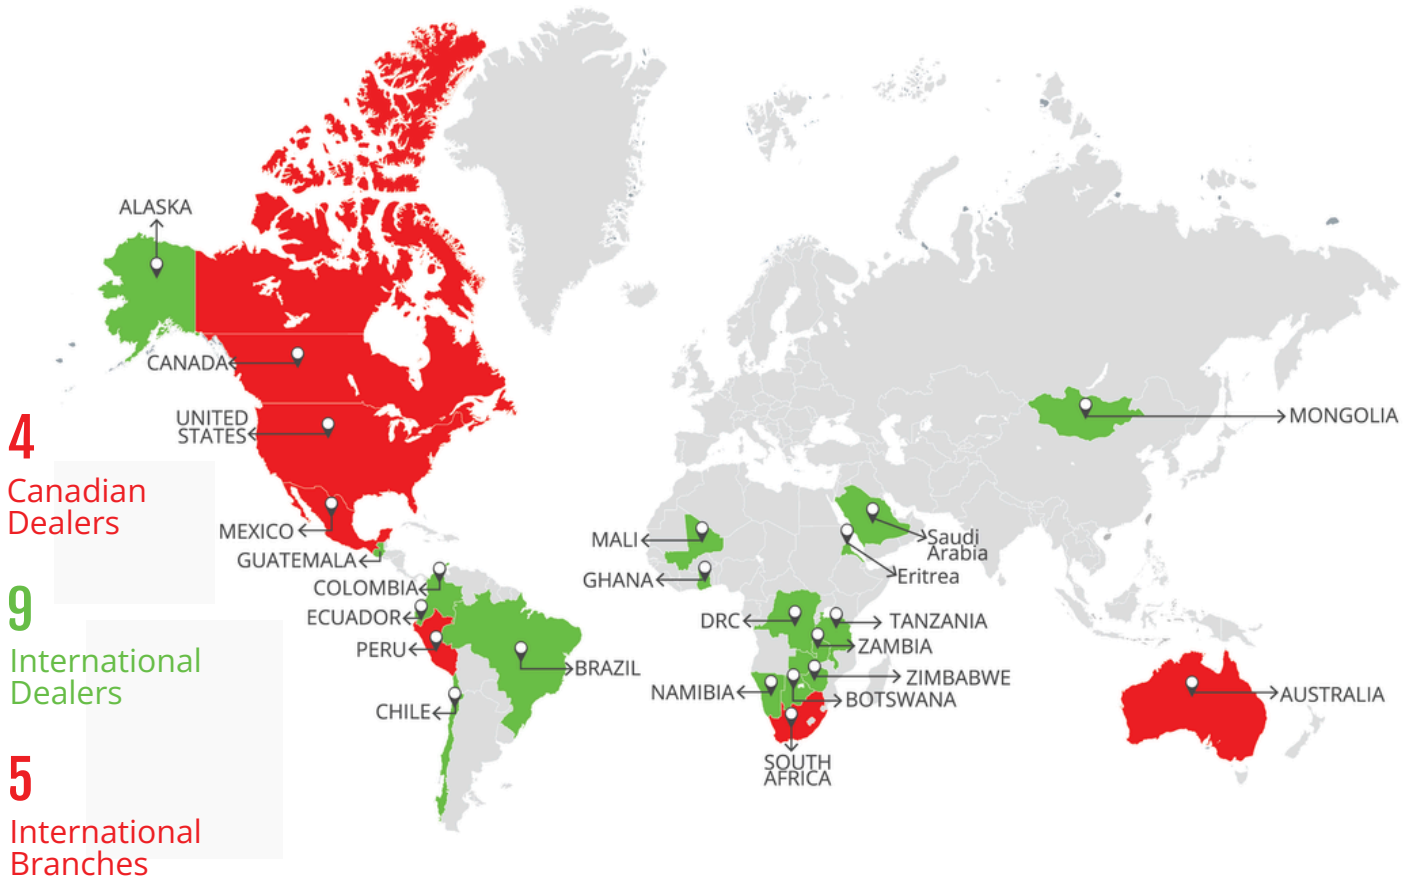 ALASKA
CANADA
UNITED
STATES
MEXICO
GUATEMALA
COLOMBIA
ECUADOR
PERU
CHILE
BRAZIL
MALI
GHANA
DRC
NAMIBIA
SOUTH
AFRICA
Saudi
Arabia
Eritrea
TANZANIA
ZAMBIA
ZIMBABWE
BOTSWANA
MONGOLIA
AUSTRALIA
4
Canadian
Dealers
9
International
Dealers
5
International
Branches